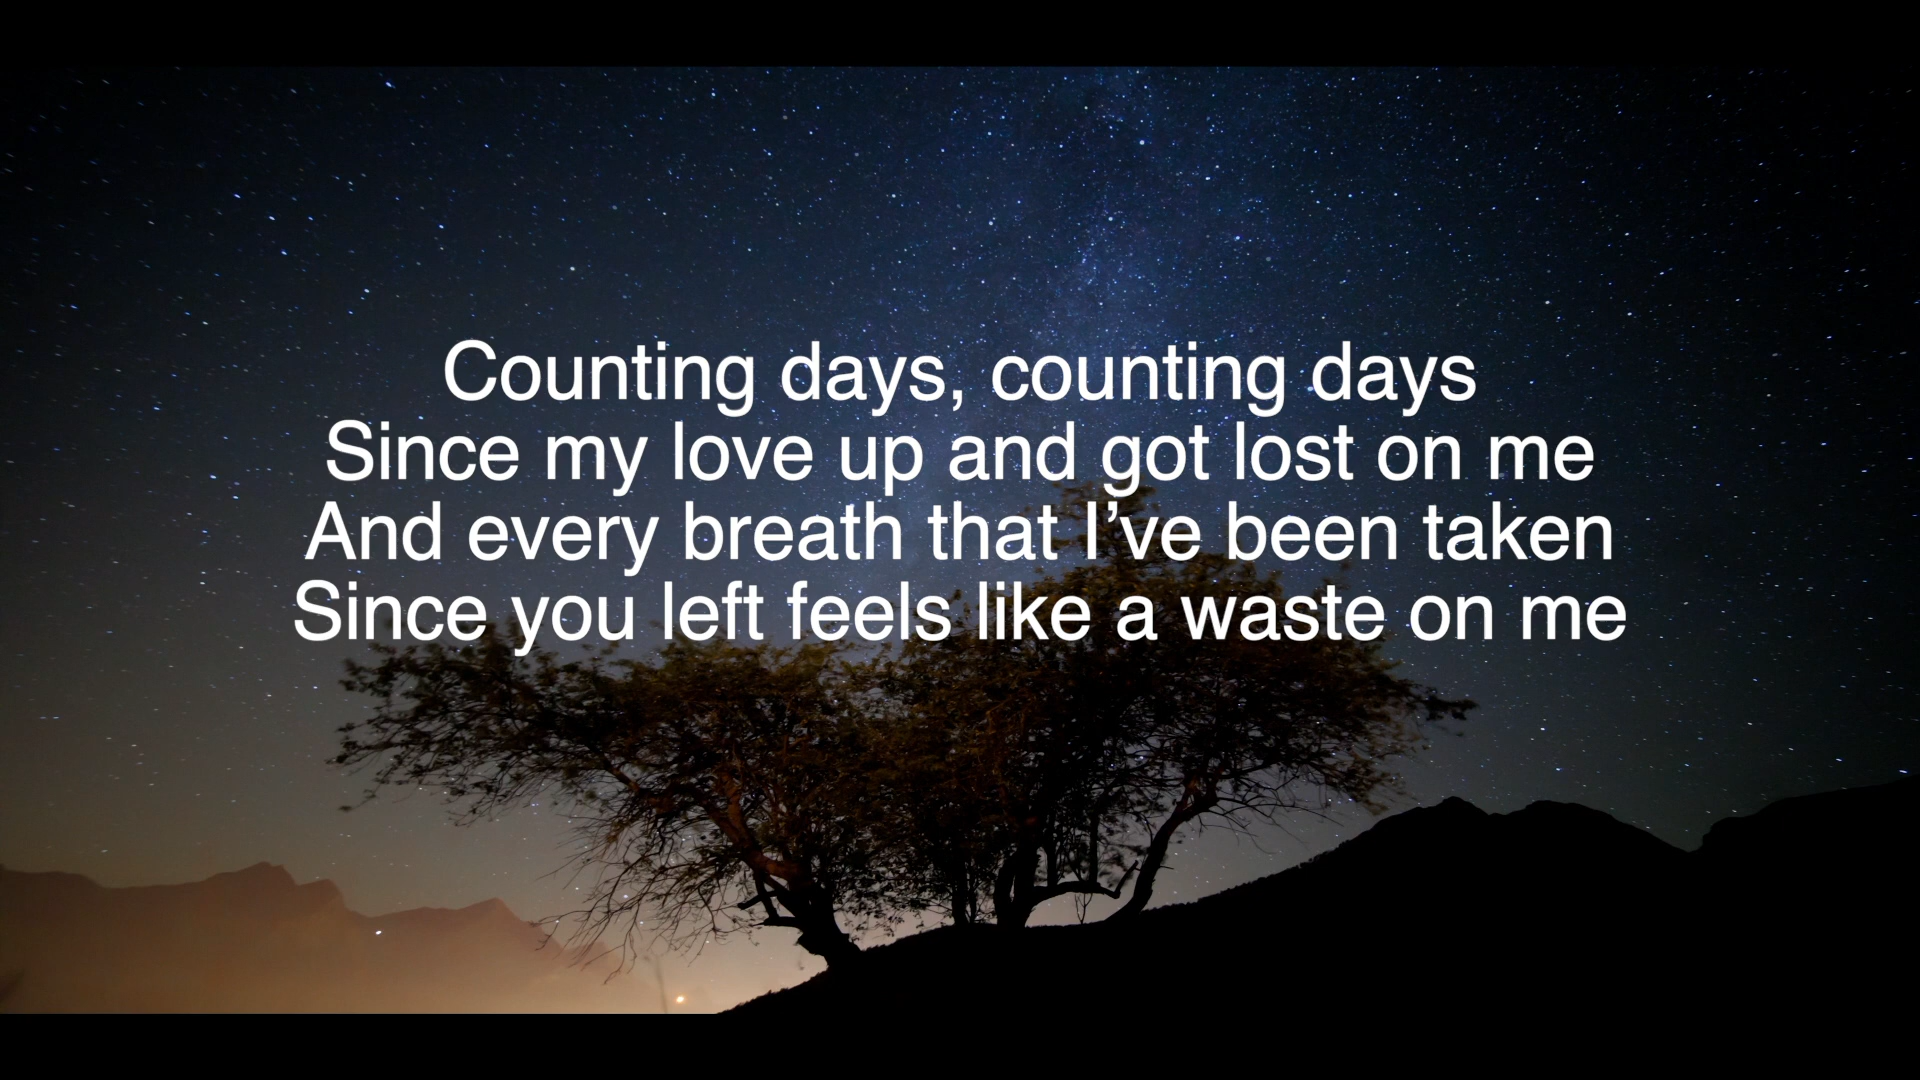 Counting days, counting days
Since my love up and got lost on me
And every breath that I’ve been taken
Since you left feels like a waste on me